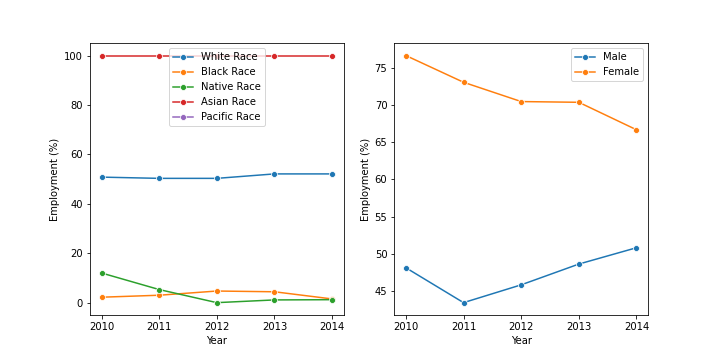 100
80
60
40
20
0
Employment (%)
2010 2011 2012 2013 2014
Year
White Race
Black Race
Native Race
Asian Race
Pacific Race
75
70
65
60
55
50
45
Employment (%)
2010 2011 2012 2013 2014
Year
Male
Female